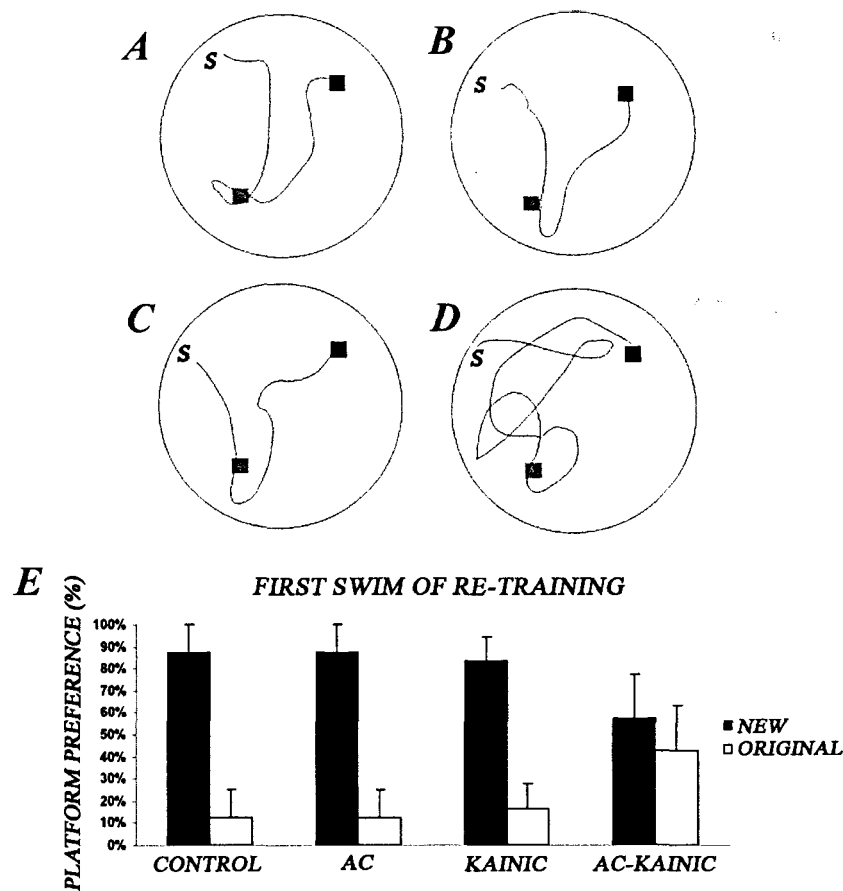 A
S
B
S
C
S
D
S
E
FIRST SWIM OF RE-TRAINING
PLATFORM PREFERENCE (%)
100%
90%
80%
70%
60%
50%
40%
30%
20%
10%
0%
NEW
ORIGINAL
CONTROL AC KAINIC AC-KAINIC